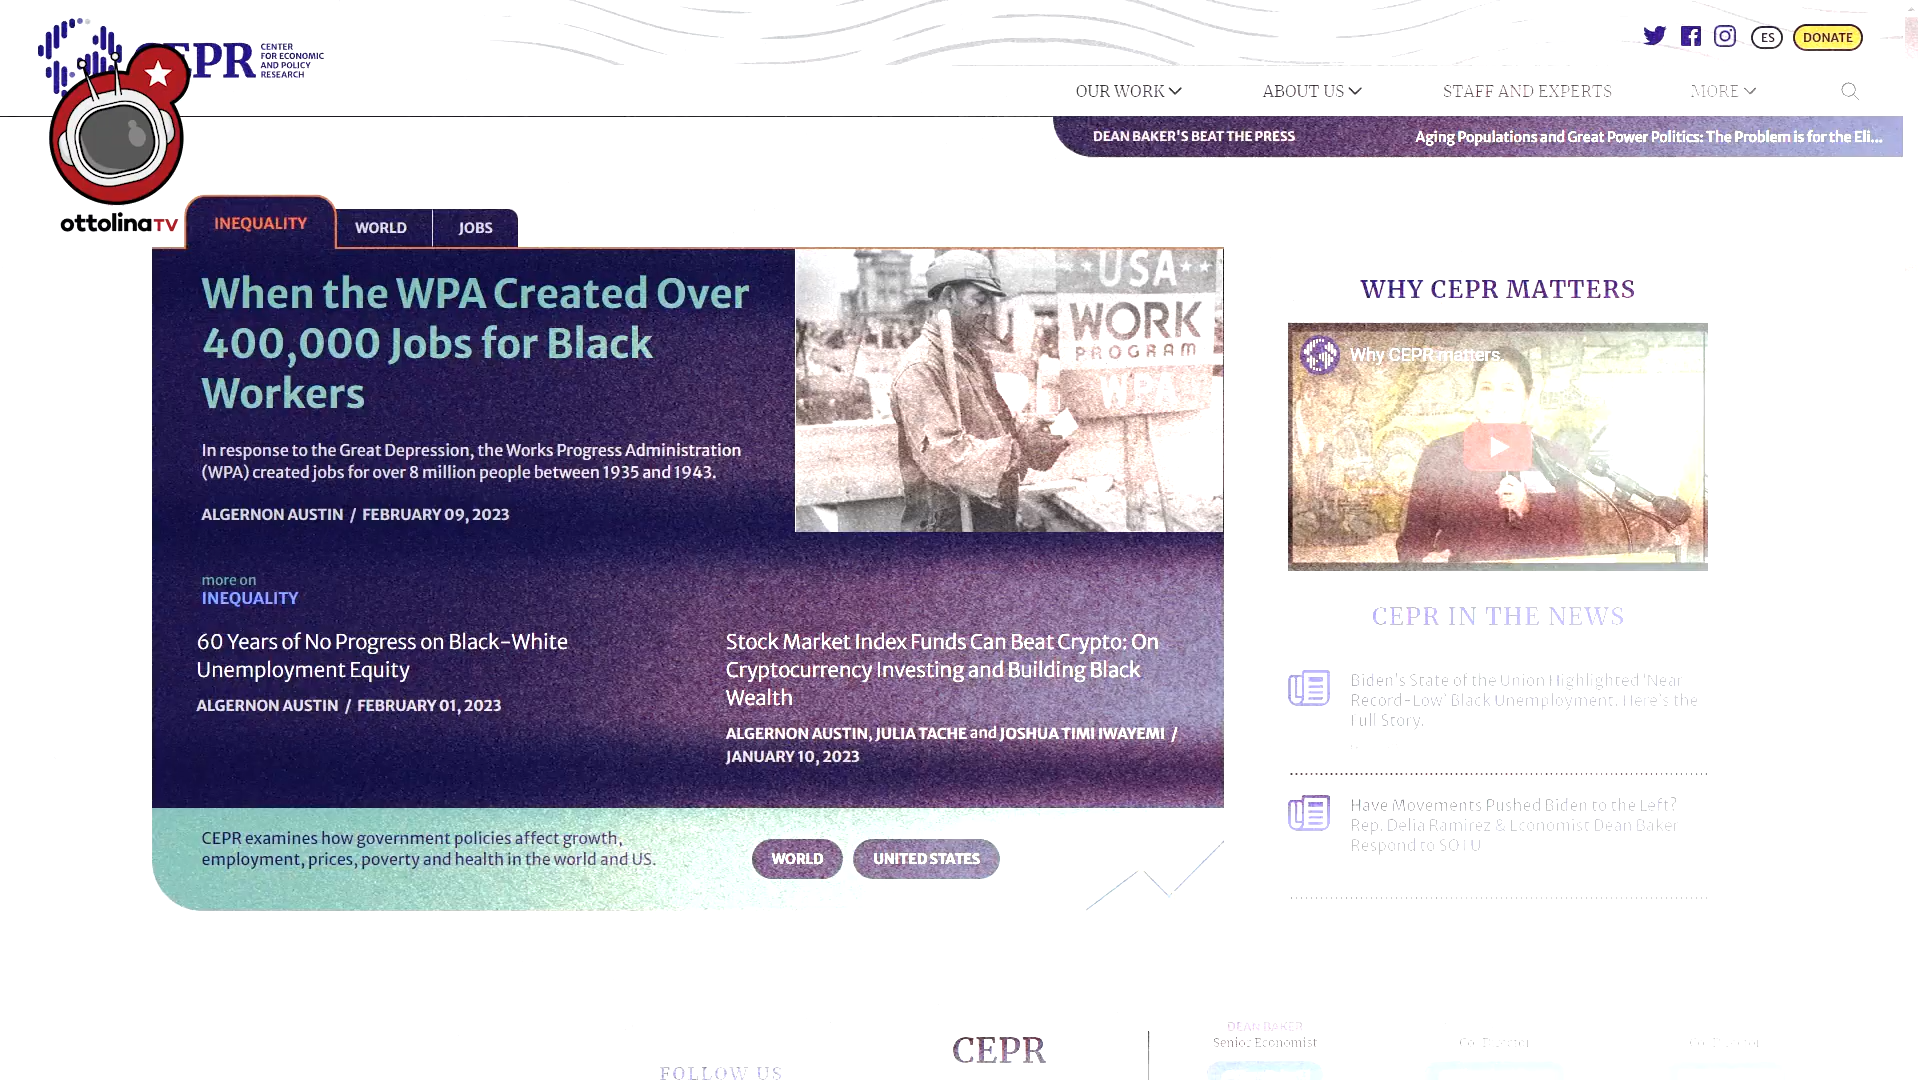 CEPR
CENTER
FOR ECONOMIC
AND POLICY
RESEARCH
ES
DONATE
OUR WORK
ABOUT US
STAFF AND EXPERTS
MORE
DEAN BAKER'S BEAT THE PRESS
Aging Populations and Great Power Politics: The Problem is for the Eli...
ottolinaTV
INEQUALITY
WORLD
JOBS
When the WPA Created Over
400,000 Jobs for Black
Workers
In response to the Great Depression, the Works Progress Administration
(WPA) created jobs for over 8 million people between 1935 and 1943.
ALGERNON AUSTIN / FEBRUARY 09, 2023
USA
WORK
PROGRAM
WPA
more on
INEQUALITY
60 Years of No Progress on Black-White
Unemployment Equity
ALGERNON AUSTIN / FEBRUARY 01, 2023
Stock Market Index Funds Can Beat Crypto: On
Cryptocurrency Investing and Building Black
Wealth
ALGERNON AUSTIN, JULIA TACHE and JOSHUA TIMI IWAYEMI /
JANUARY 10, 2023
CEPR examines how government policies affect growth,
employment, prices, poverty and health in the world and US.
WORLD
UNITED STATES
WHY CEPR MATTERS
Why CEPR matters.
CEPR IN THE NEWS
Biden's State of the Union Highlighted 'Near
Record-Low' Black Unemployment. Here's the
Full Story.
Have Movements Pushed Biden to the Left?
Rep. Delia Ramirez & Economist Dean Baker
Respond to SOTU
FOLLOW US
CEPR
DEAN BAKER
Senior Economist
Co-Director
Co-Director